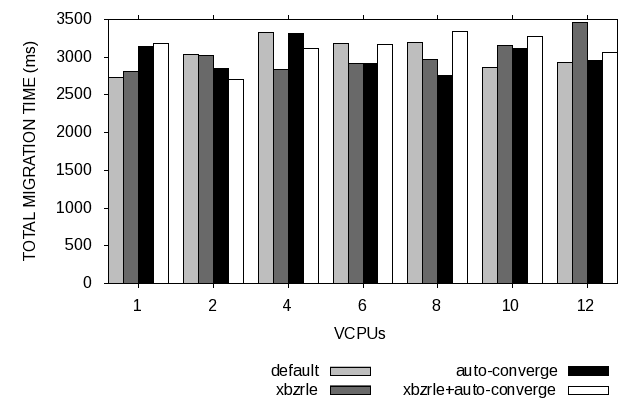 TOTAL MIGRATION TIME (ms)
3500
3000
2500
2000
1500
1000
500
0
1 2 4 6 8 10 12
VCPUs
default auto-converge
xbzrle xbzrle+auto-converge